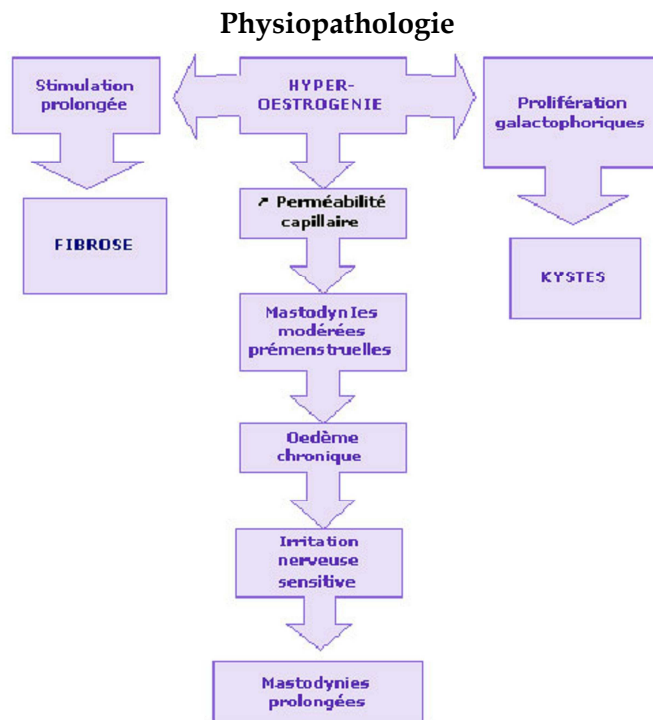 Physiopathologie
Stimulation
prolongée
HYPER-
OESTROGENIE
Prolifération
galactophoriques
↗ Perméabilité
capillaire
FIBROSE
KYSTES
MastodynIes
modérées
prémenstruelles
Oedème
chronique
Irritation
nerveuse
sensitive
Mastodynies
prolongées